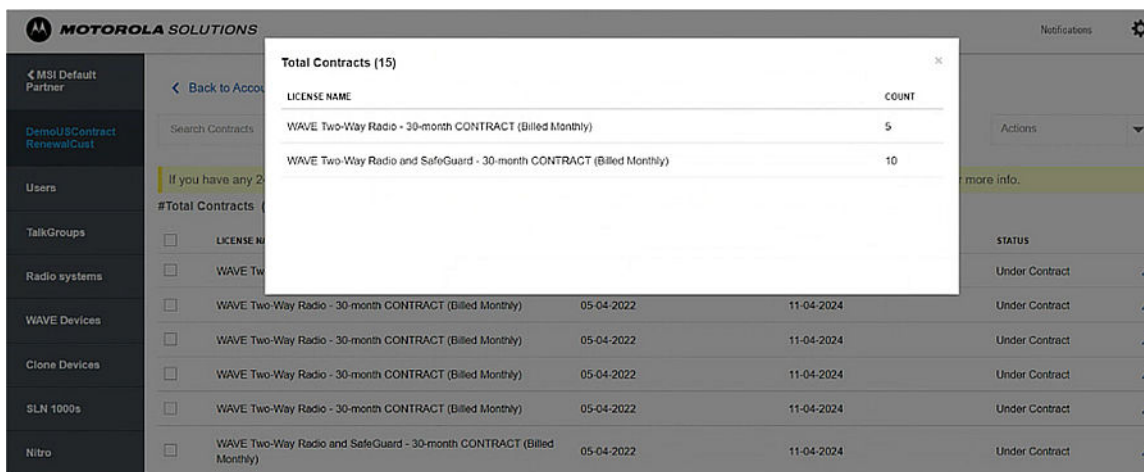 MOTOROLA SOLUTIONS
Notifications
MSI Default
Partner
Back to Accou
DemoUSContract
RenewalCust
Search Contracts
Actions
Total Contracts (15)
×
LICENSE NAME COUNT
WAVE Two-Way Radio - 30-month CONTRACT (Billed Monthly) 5
WAVE Two-Way Radio and SafeGuard - 30-month CONTRACT (Billed Monthly) 10
Users
If you have any 2
more info.
#Total Contracts (
TalkGroups
LICENSE NA
STATUS
Radio systems
WAVE Tw
Under Contract
WAVE Two-Way Radio - 30-month CONTRACT (Billed Monthly) 05-04-2022 11-04-2024 Under Contract
WAVE Devices
WAVE Two-Way Radio - 30-month CONTRACT (Billed Monthly) 05-04-2022 11-04-2024 Under Contract
Clone Devices
WAVE Two-Way Radio - 30-month CONTRACT (Billed Monthly) 05-04-2022 11-04-2024 Under Contract
SLN 1000s
WAVE Two-Way Radio - 30-month CONTRACT (Billed Monthly) 05-04-2022 11-04-2024 Under Contract
Nitro
WAVE Two-Way Radio and SafeGuard - 30-month CONTRACT (Billed
Monthly) 05-04-2022 11-04-2024 Under Contract